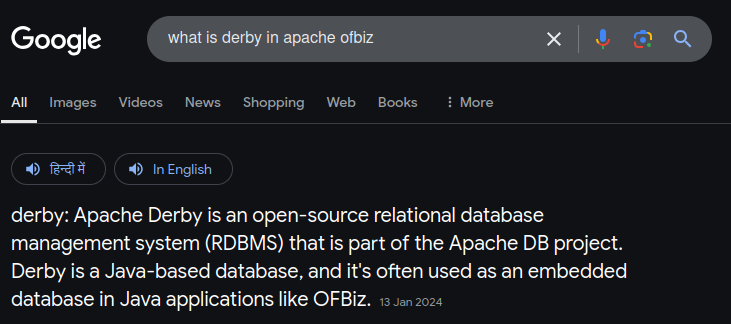 Google
what is derby in apache ofbiz
All Images Videos News Shopping Web Books More
हिन्दी में In English
derby: Apache Derby is an open-source relational database
management system (RDBMS) that is part of the Apache DB project.
Derby is a Java-based database, and it's often used as an embedded
database in Java applications like OFBiz. 13 Jan 2024